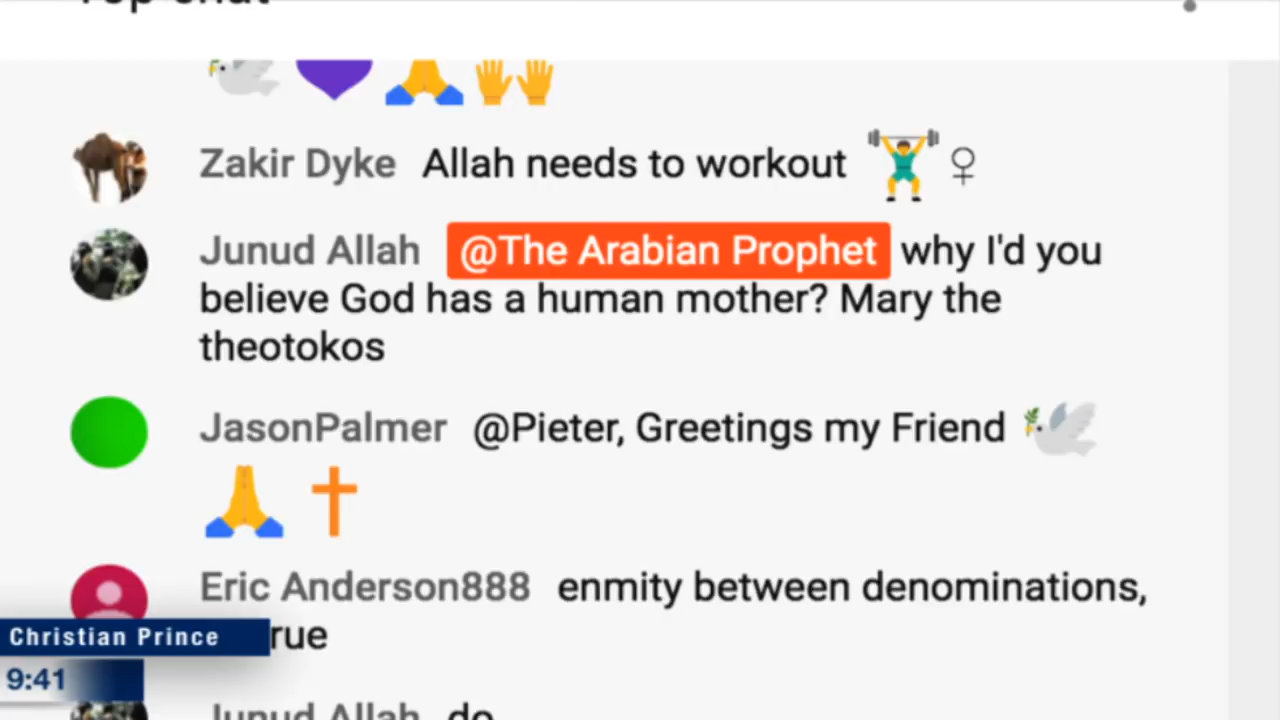 Top chat
Zakir Dyke Allah needs to workout 🏋️♀
Junud Allah @The Arabian Prophet why I'd you
believe God has a human mother? Mary the
theotokos
JasonPalmer @Pieter, Greetings my Friend 🕊️
🙏 ✝
Eric Anderson888 enmity between denominations,
rue
Christian Prince
9:41
Junud Allah do